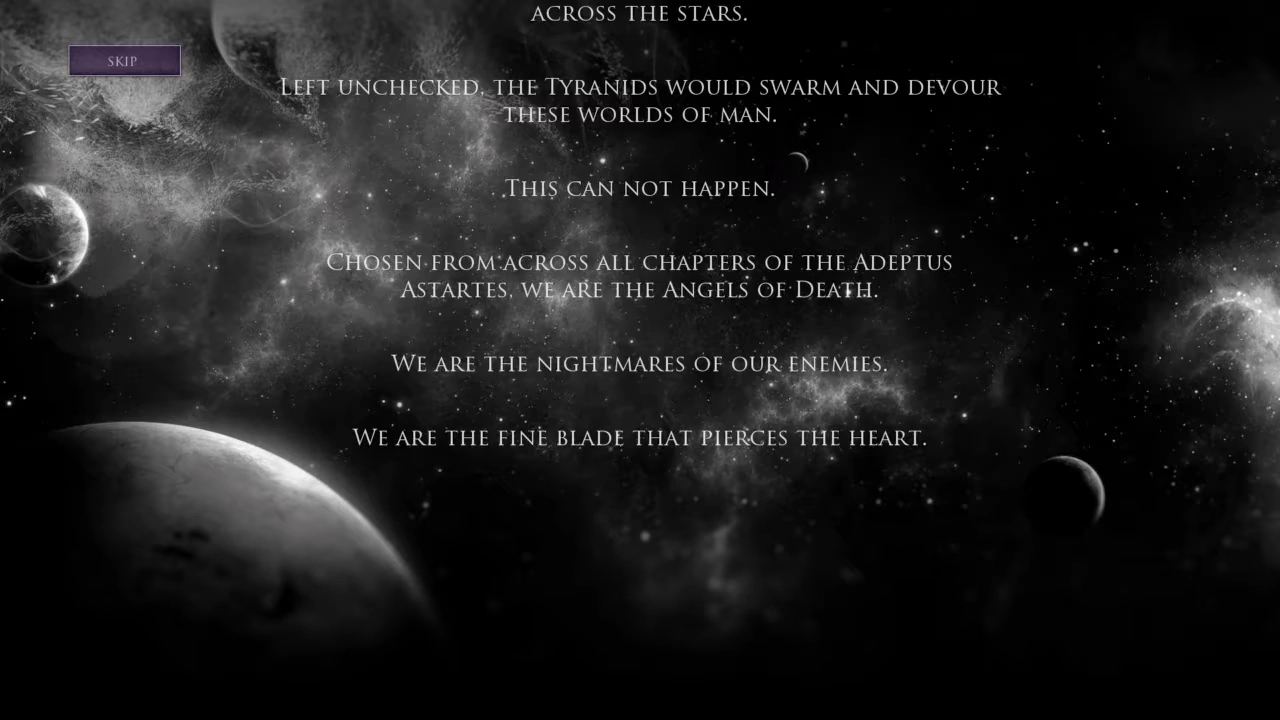 ACROSS THE STARS.
SKIP
LEFT UNCHECKED, THE TYRANIDS WOULD SWARM AND DEVOUR
THESE WORLDS OF MAN.
THIS CAN NOT HAPPEN.
CHOSEN FROM ACROSS ALL CHAPTERS OF THE ADEPTUS
ASTARTES, WE ARE THE ANGELS OF DEATH.
WE ARE THE NIGHTMARES OF OUR ENEMIES.
WE ARE THE FINE BLADE THAT PIERCES THE HEART.